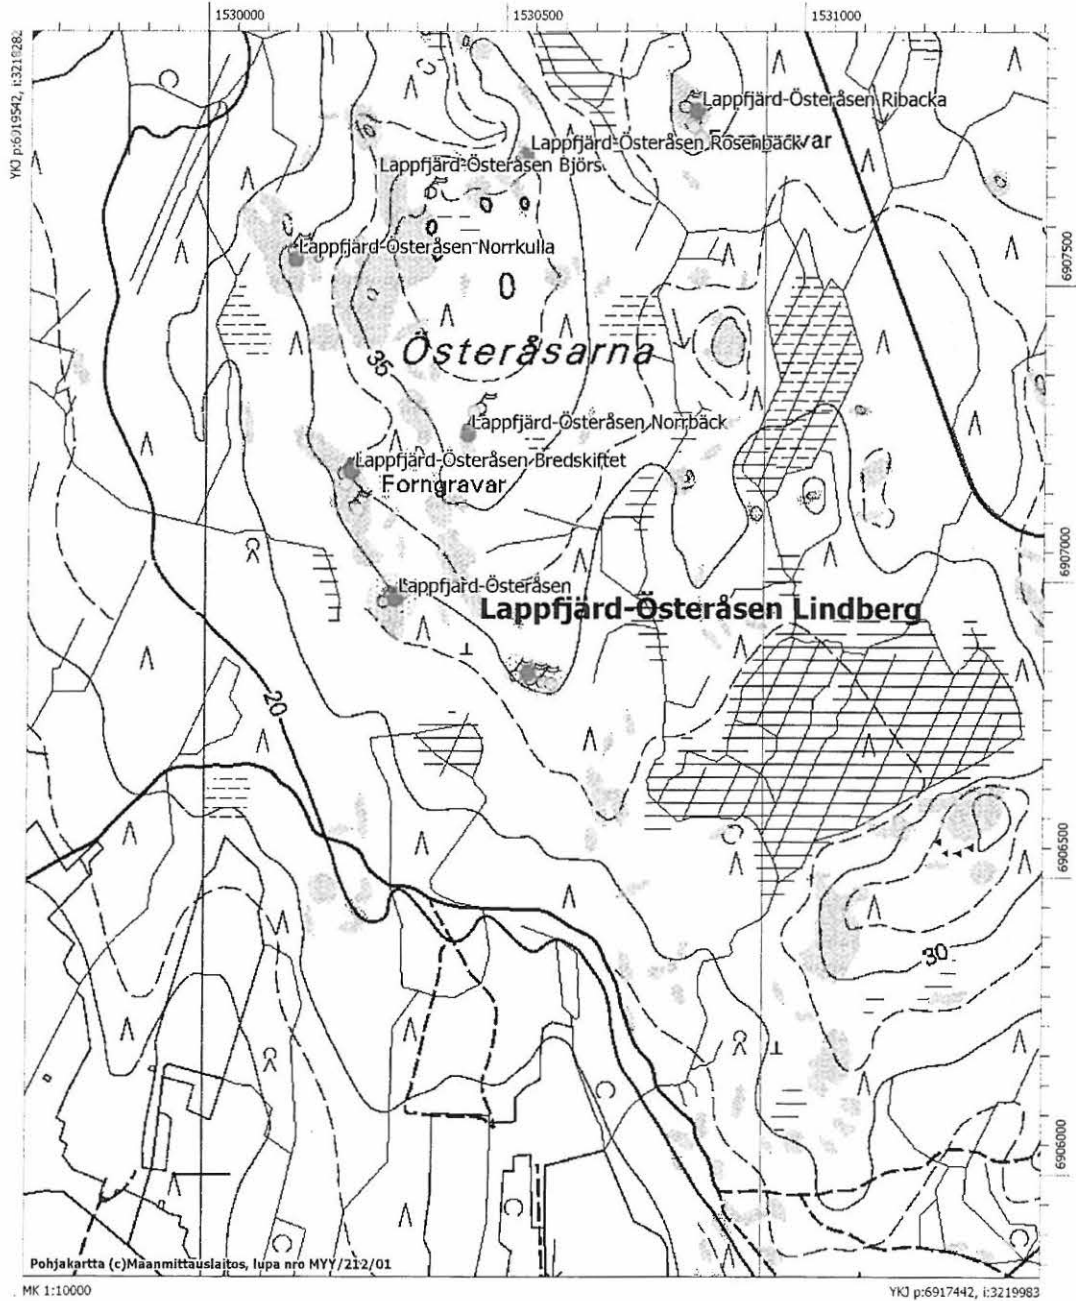 1530000
1530500
1531000
YKJ p:6919542, i:3218282
Lappfjärd-Österåsen Ribacka
Lappfjärd-Österåsen Rosenbäck
Lappfjärd-Österåsen Björs
Lappfjärd-Österåsen Norrkulla
6907500
Österåsarna
35
Lappfjärd-Österåsen Norrbäck
Lappfjärd-Österåsen Bredskiftet
Forngravar
6907000
Lappfjärd-Österåsen
Lappfjärd-Österåsen Lindberg
20
6906500
30
6906000
Pohjakartta (c)Maanmittauslaitos, lupa nro MYY/212/01
MK 1:10000
YKJ p:6917442, i:3219983